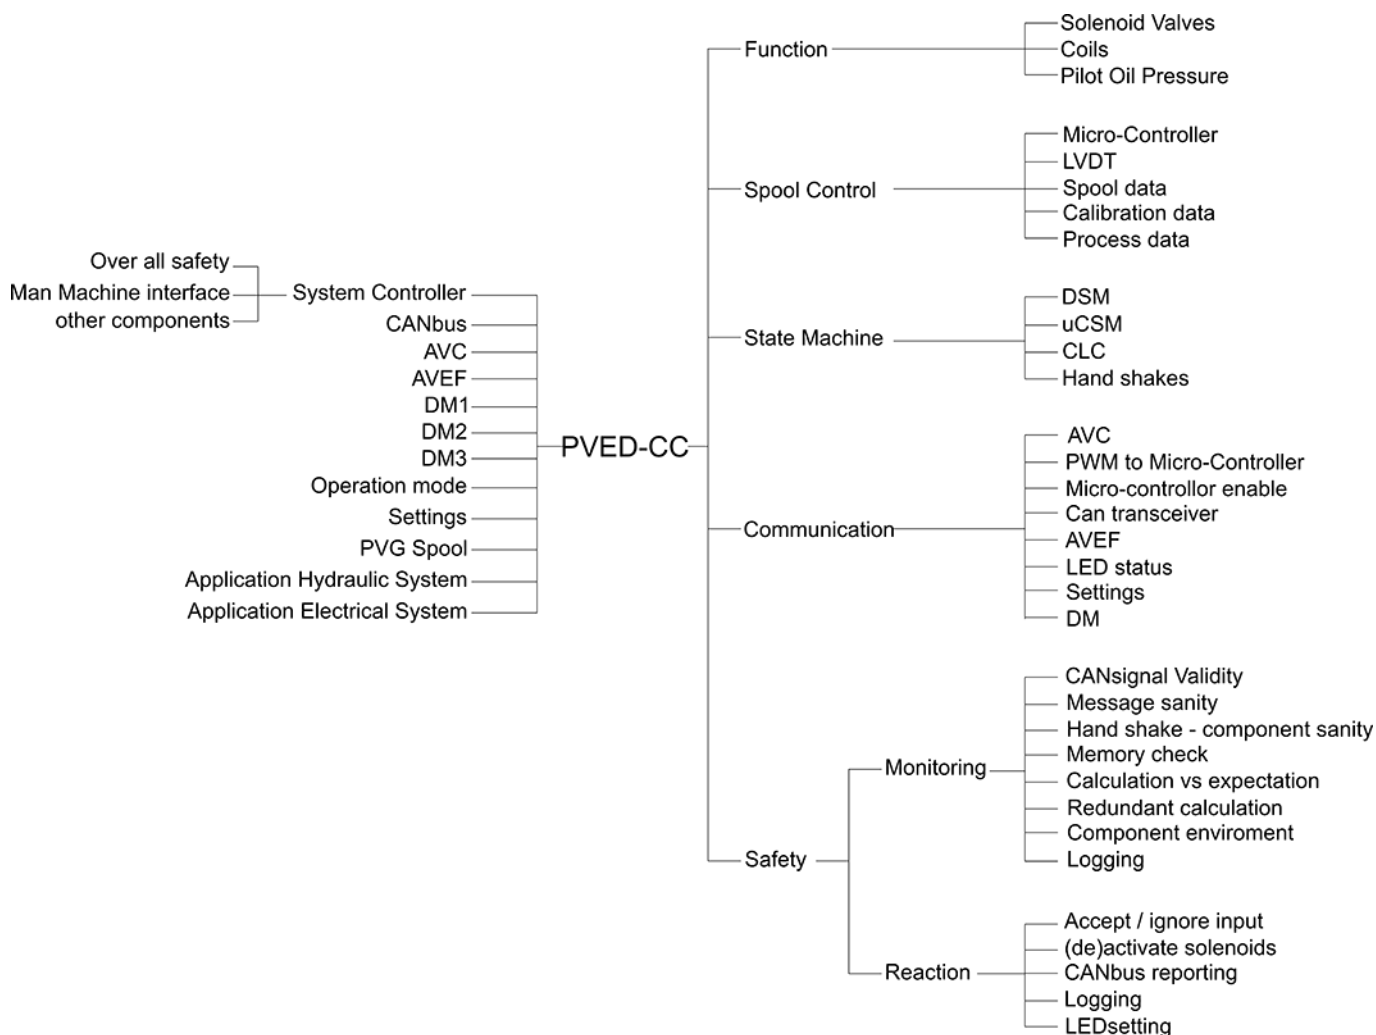 Over all safety
Man Machine interface
other components
System Controller
CANbus
AVC
AVEF
DM1
DM2
DM3
Operation mode
Settings
PVG Spool
Application Hydraulic System
Application Electrical System
PVED-CC
Function
Solenoid Valves
Coils
Pilot Oil Pressure
Spool Control
Micro-Controller
LVDT
Spool data
Calibration data
Process data
State Machine
DSM
uCSM
CLC
Hand shakes
Communication
AVC
PWM to Micro-Controller
Micro-controllor enable
Can transceiver
AVEF
LED status
Settings
DM
Safety
Monitoring
CANsignal Validity
Message sanity
Hand shake - component sanity
Memory check
Calculation vs expectation
Redundant calculation
Component enviroment
Logging
Reaction
Accept / ignore input
(de)activate solenoids
CANbus reporting
Logging
LEDsetting